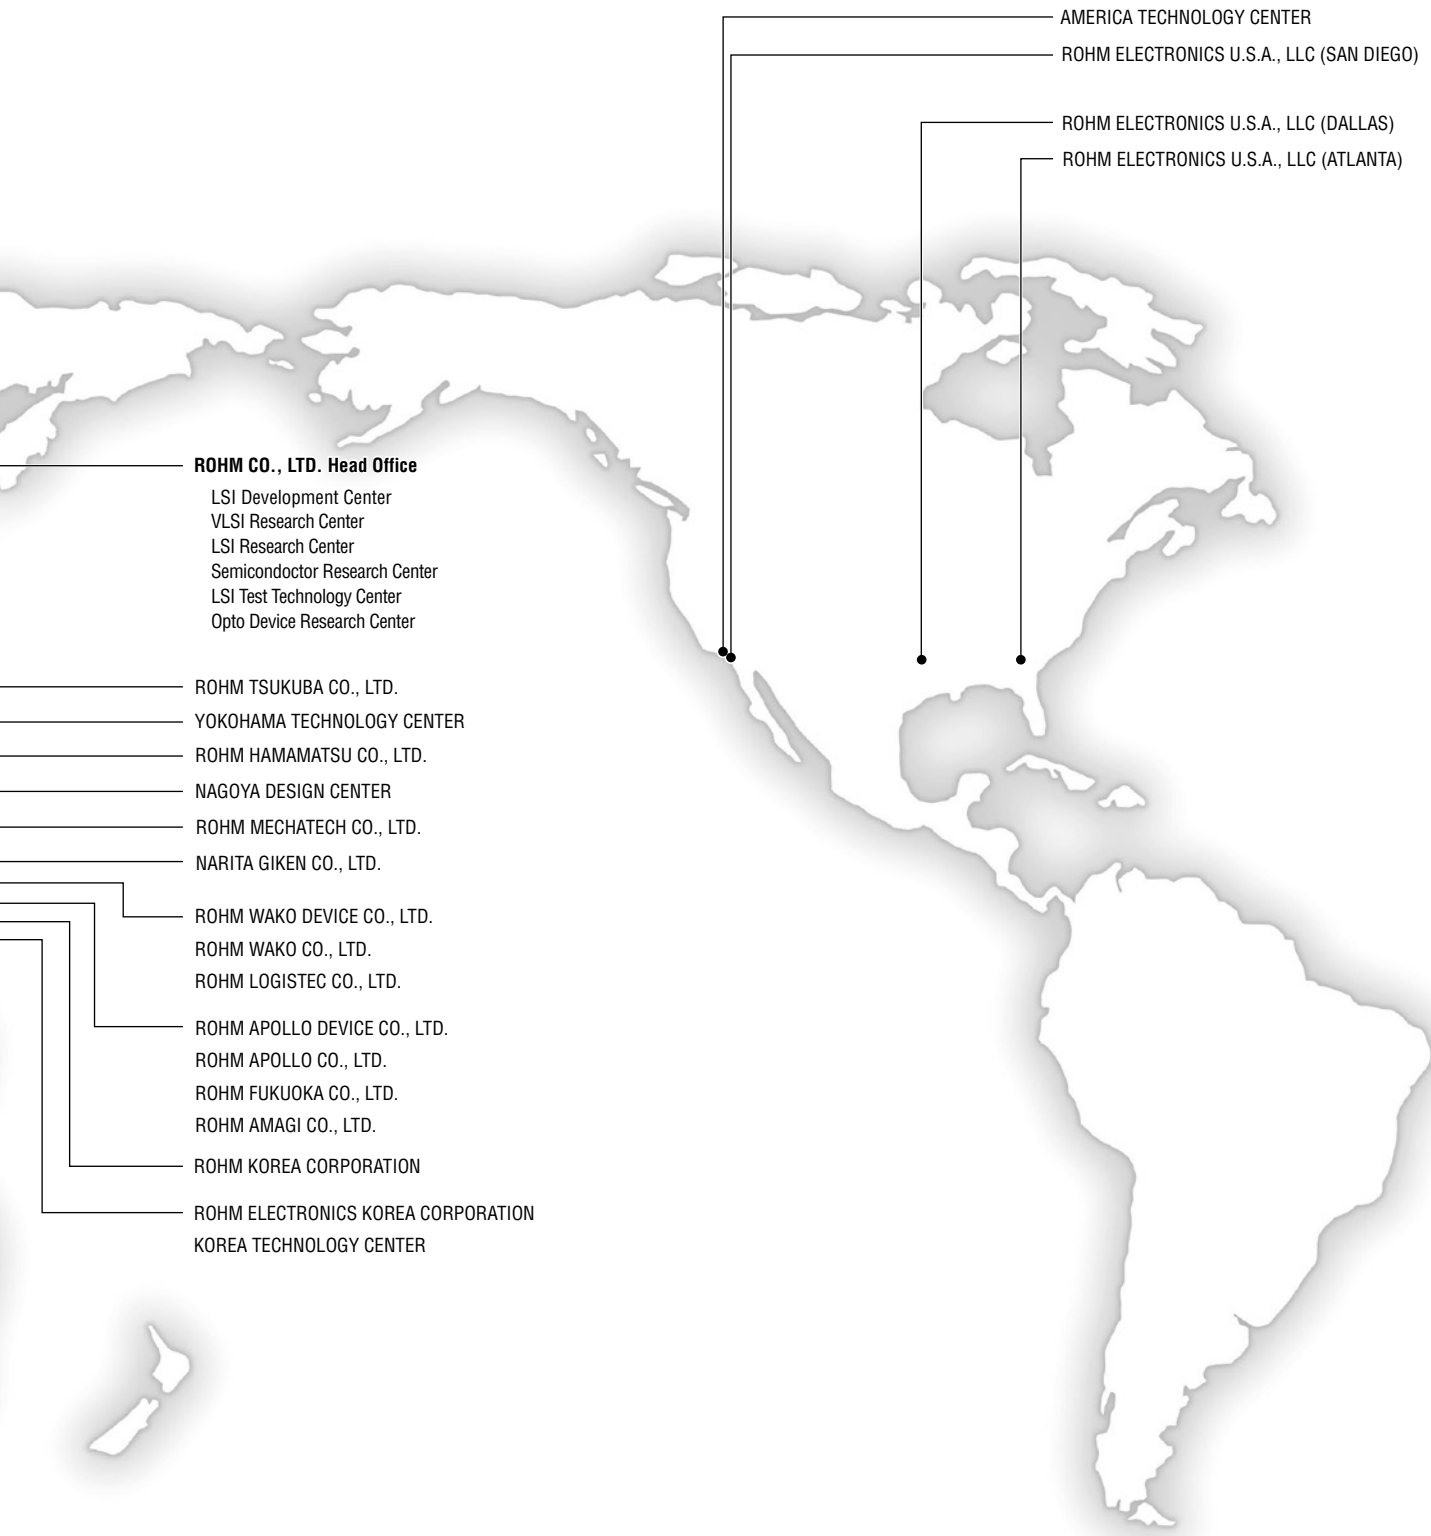 AMERICA TECHNOLOGY CENTER
ROHM ELECTRONICS U.S.A., LLC (SAN DIEGO)
ROHM ELECTRONICS U.S.A., LLC (DALLAS)
ROHM ELECTRONICS U.S.A., LLC (ATLANTA)
ROHM CO., LTD. Head Office
LSI Development Center
VLSI Research Center
LSI Research Center
Semicondoctor Research Center
LSI Test Technology Center
Opto Device Research Center
ROHM TSUKUBA CO., LTD.
YOKOHAMA TECHNOLOGY CENTER
ROHM HAMAMATSU CO., LTD.
NAGOYA DESIGN CENTER
ROHM MECHATECH CO., LTD.
NARITA GIKEN CO., LTD.
ROHM WAKO DEVICE CO., LTD.
ROHM WAKO CO., LTD.
ROHM LOGISTEC CO., LTD.
ROHM APOLLO DEVICE CO., LTD.
ROHM APOLLO CO., LTD.
ROHM FUKUOKA CO., LTD.
ROHM AMAGI CO., LTD.
ROHM KOREA CORPORATION
ROHM ELECTRONICS KOREA CORPORATION
KOREA TECHNOLOGY CENTER